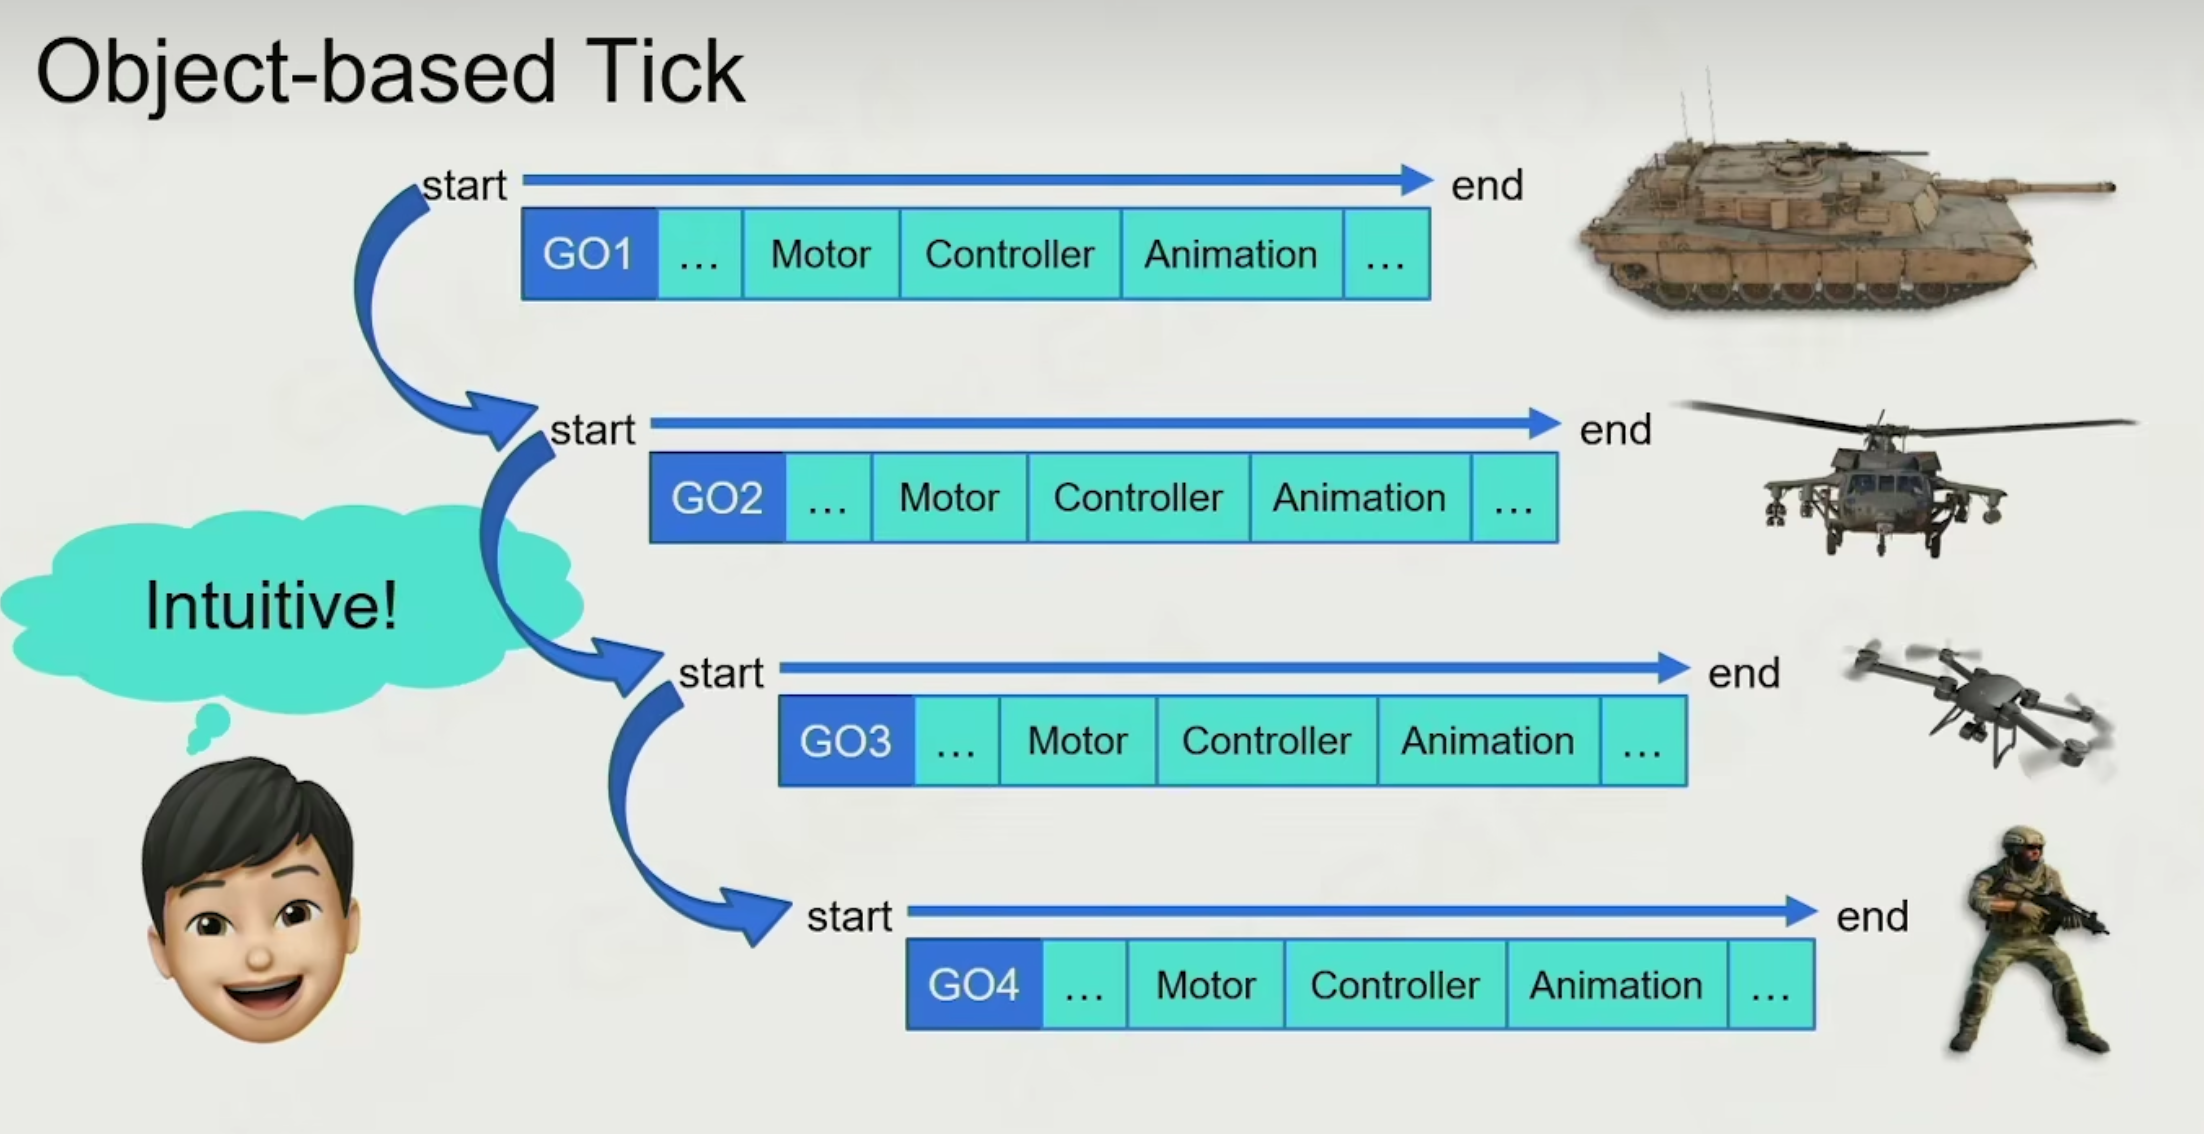 Object-based Tick
start end
GO1 ... Motor Controller Animation ...
start end
GO2 ... Motor Controller Animation ...
Intuitive!
start end
GO3 ... Motor Controller Animation ...
start end
GO4 ... Motor Controller Animation ...